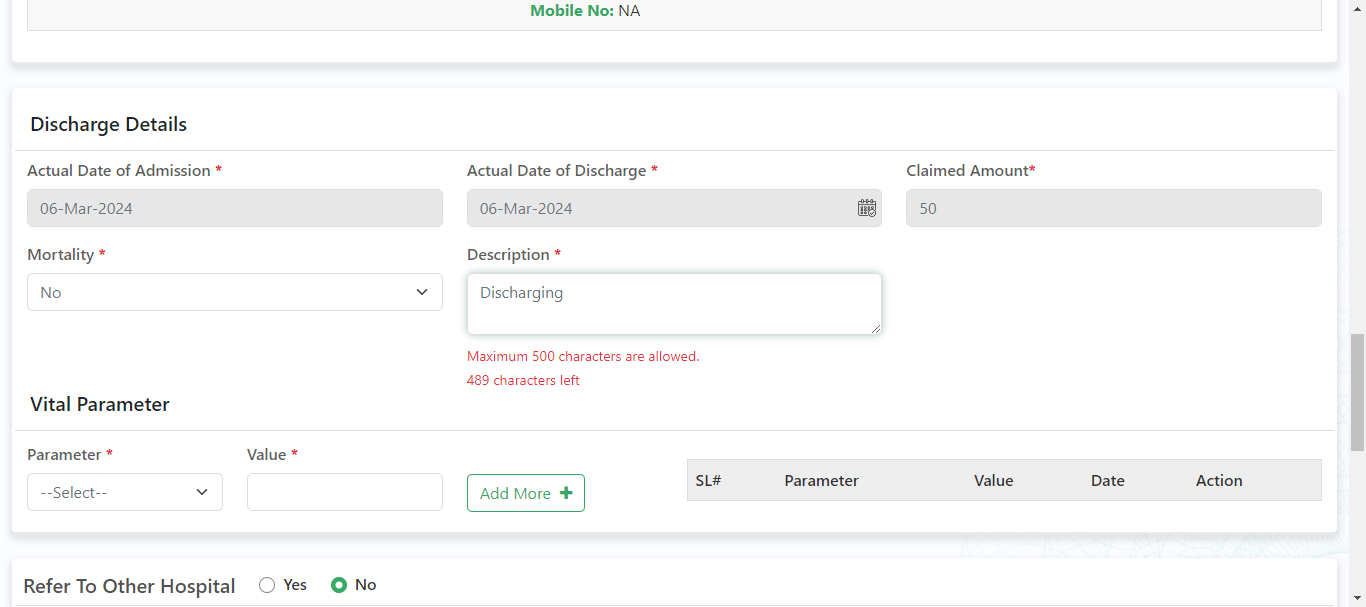 Mobile No: NA
Discharge Details
Actual Date of Admission * Actual Date of Discharge * Claimed Amount*
06-Mar-2024 06-Mar-2024 50
Mortality * Description *
No Discharging
Maximum 500 characters are allowed.
489 characters left
Vital Parameter
Parameter * Value *
--Select-- Add More + SL# Parameter Value Date Action
Refer To Other Hospital Yes No